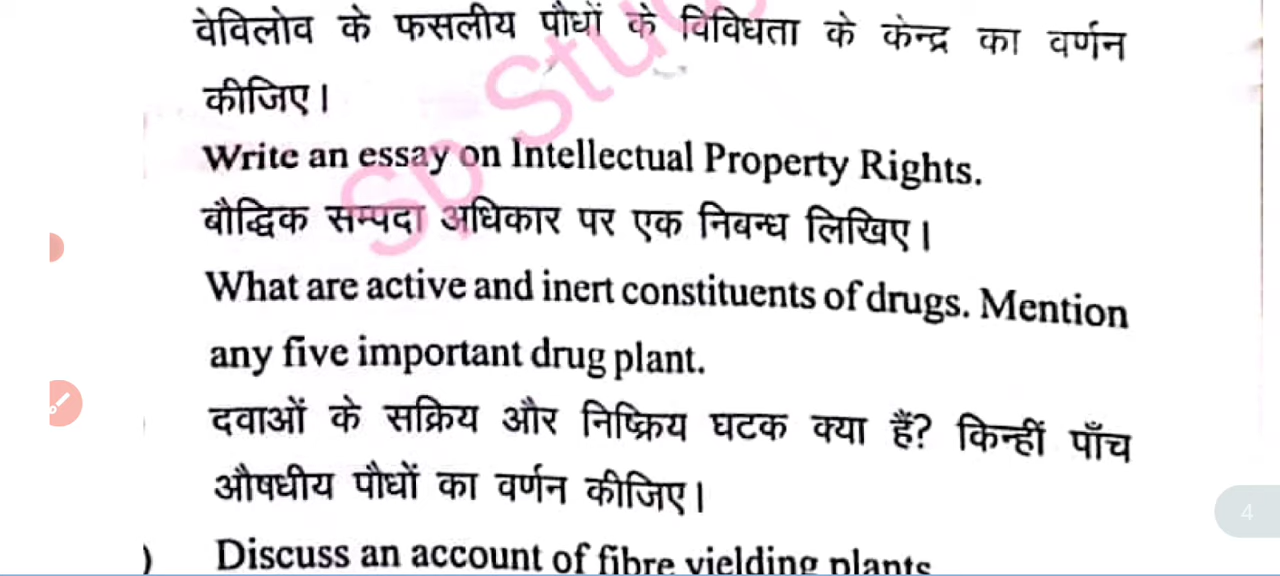 वेविलोव के फसलीय पौधों के विविधता के केन्द्र का वर्णन
कीजिए।
Write an essay on Intellectual Property Rights.
बौद्धिक सम्पदा अधिकार पर एक निबन्ध लिखिए।
What are active and inert constituents of drugs. Mention
any five important drug plant.
दवाओं के सक्रिय और निष्क्रिय घटक क्या हैं? किन्हीं पाँच
औषधीय पौधों का वर्णन कीजिए।
4
) Discuss an account of fibre yielding plants
Sp Stu